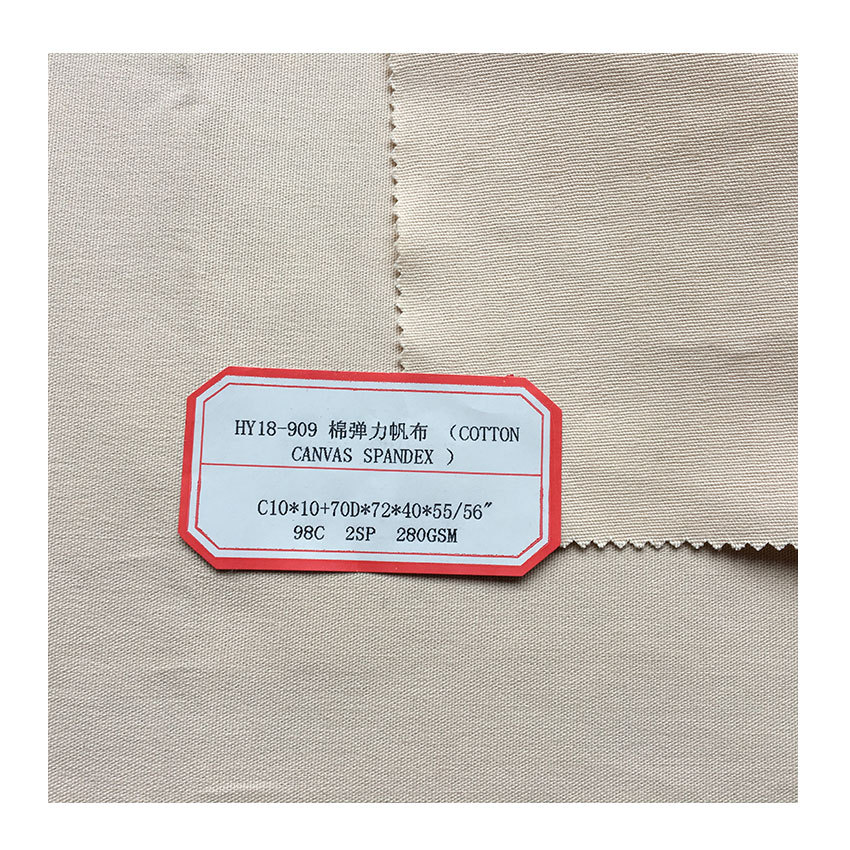 HY18-909 棉弹力帆布 （COTTON
CANVAS SPANDEX ）
C10*10+70D*72*40*55/56"
98C 2SP 280GSM